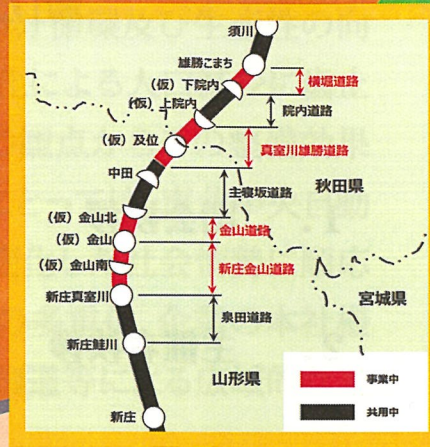 須川
雄勝こまち
(仮) 下院内
(仮) 上院内
(仮) 及位
中田
(仮) 金山北
(仮) 金山
(仮) 金山南
新庄真室川
新庄鮭川
新庄
横堀道路
院内道路
真室川雄勝道路
主寝坂道路
金山道路
新庄金山道路
泉田道路
秋田県
宮城県
山形県
事業中
共用中